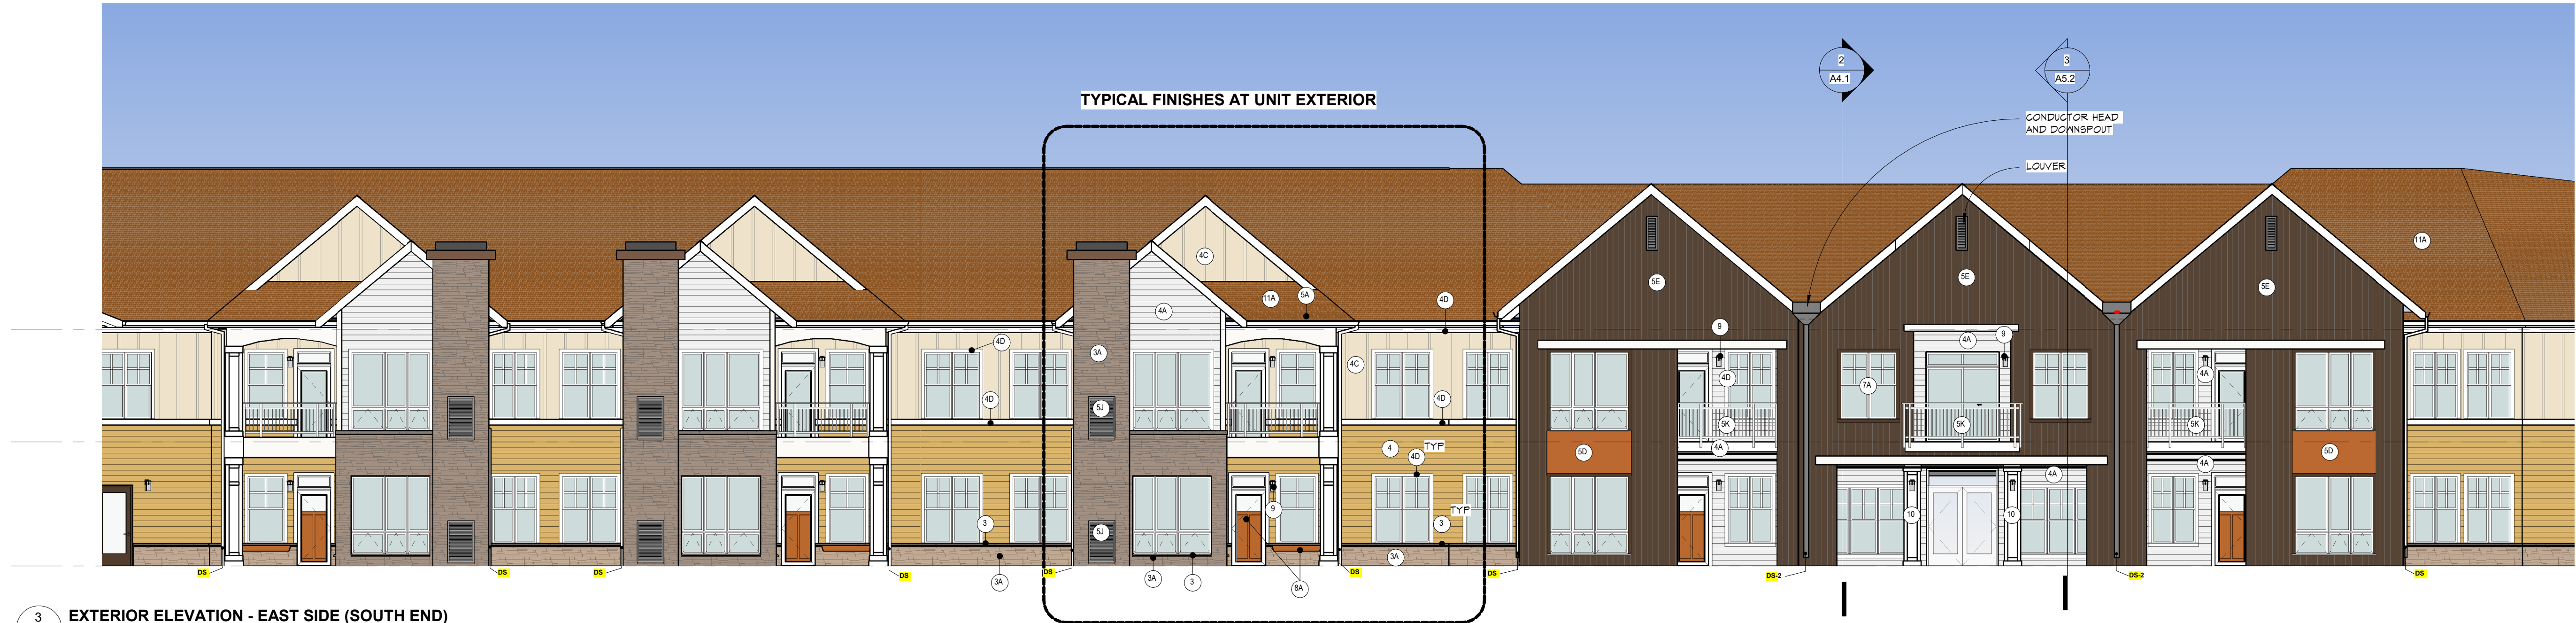 TYPICAL FINISHES AT UNIT EXTERIOR
2
A4.1
3
A5.2
CONDUCTOR HEAD
AND DOWNSPOUT
LOUVER
11A
4C
5E
5E
5E
11A
5A
4D
4A
9
9
4D
3A
4A
4C
4D
7A
4A
4D
5J
4D
5K
5K
5K
4
TYP
4A
4A
4D
5D
5D
4A
9
TYP
10
10
3
3
5J
3A
3A
3A
3
8A
DS
DS
DS
DS
DS
DS
DS
DS-2
DS-2
DS
3
EXTERIOR ELEVATION - EAST SIDE (SOUTH END)